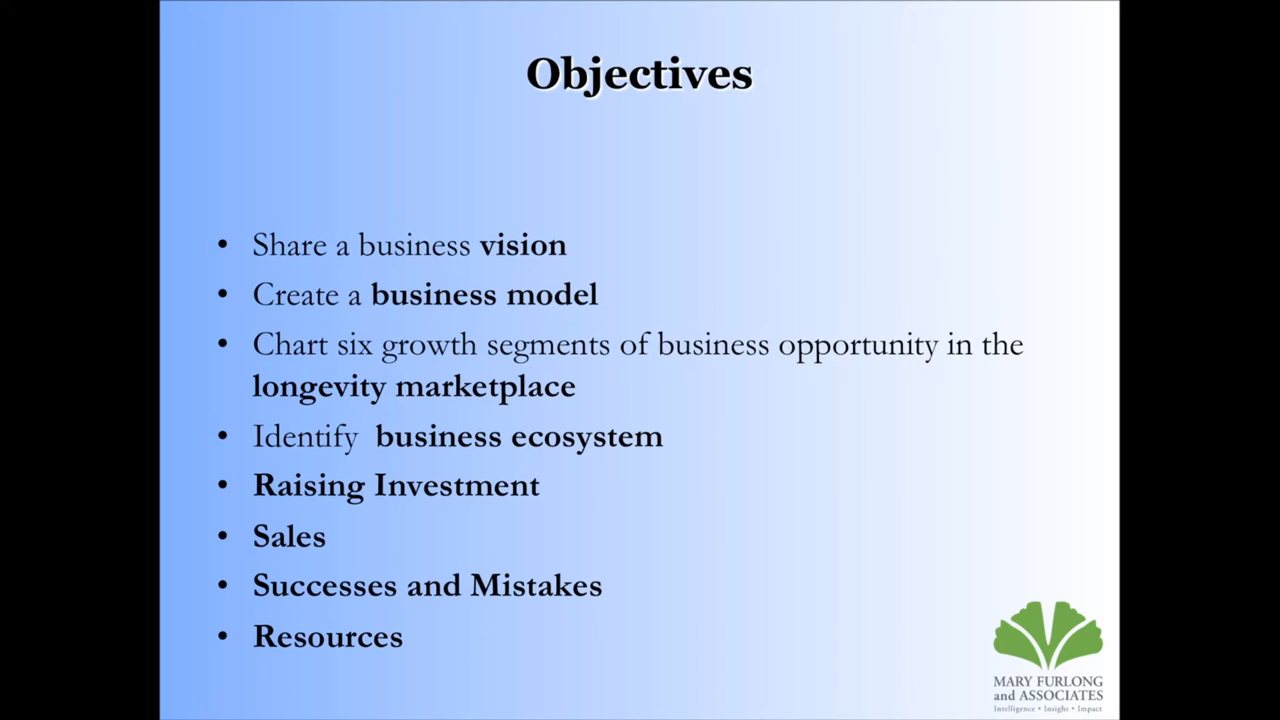 Objectives
• Share a business vision
• Create a business model
• Chart six growth segments of business opportunity in the
longevity marketplace
• Identify business ecosystem
• Raising Investment
• Sales
• Successes and Mistakes
• Resources
MARY FURLONG
and ASSOCIATES
Intelligence • Insight • Impact